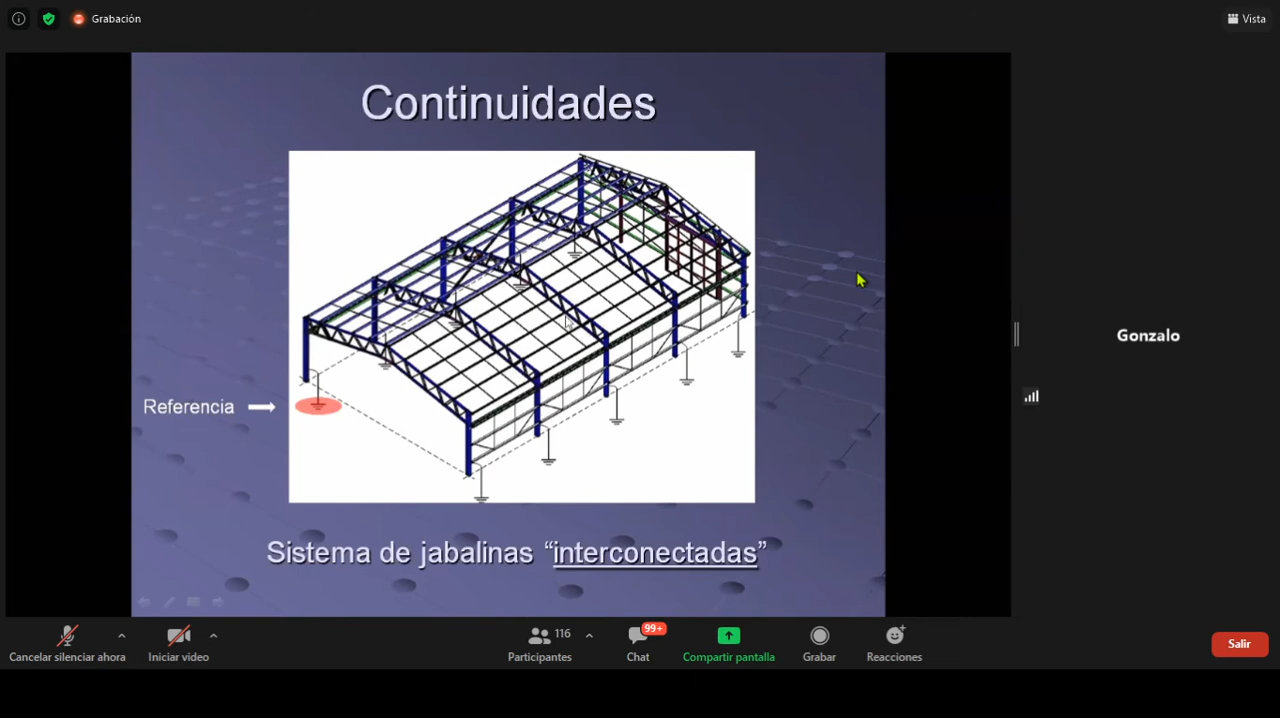 Grabación
Vista
Continuidades
Gonzalo
Referencia
Sistema de jabalinas “interconectadas”
Cancelar silenciar ahora
Iniciar video
116
Participantes
99+
Chat
Compartir pantalla
Grabar
Reacciones
Salir